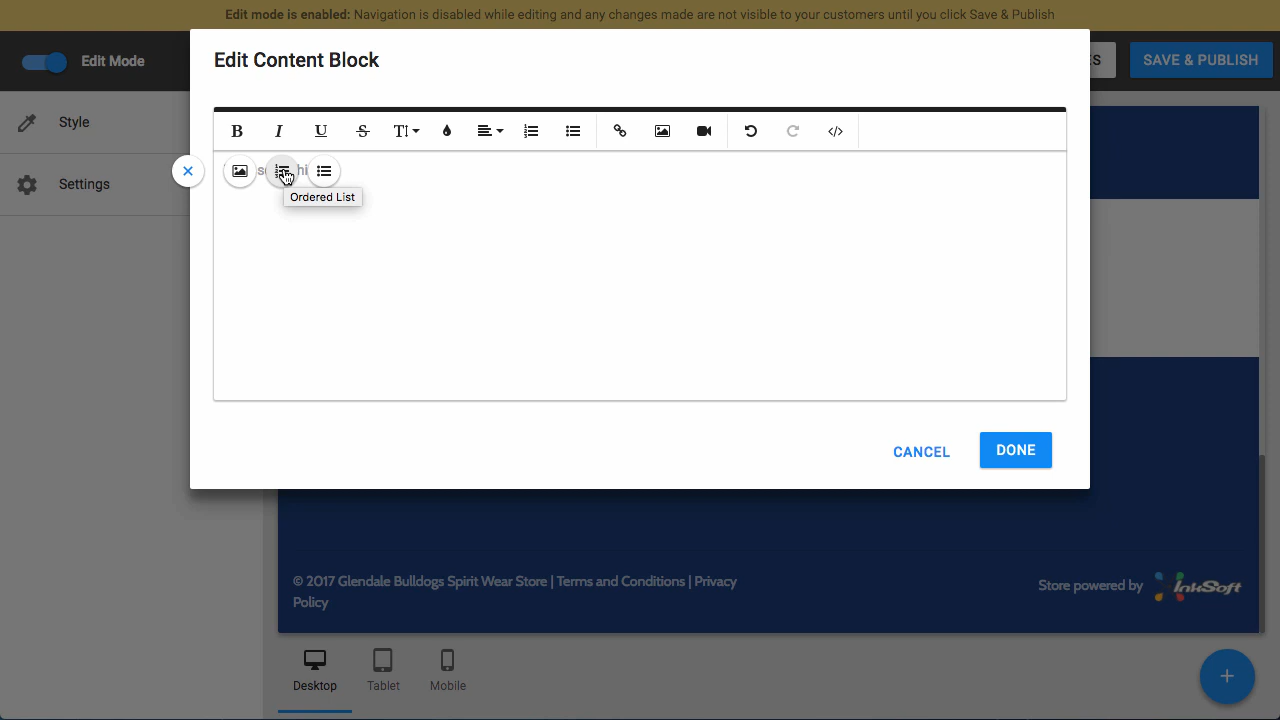 Edit mode is enabled: Navigation is disabled while editing and any changes made are not visible to your customers until you click Save & Publish
Edit Mode
Edit Content Block
SAVE & PUBLISH
Style
B I U S
Settings
Ordered List
CANCEL
DONE
© 2017 Glendale Bulldogs Spirit Wear Store | Terms and Conditions | Privacy
Policy
Store powered by InkSoft
Desktop
Tablet
Mobile